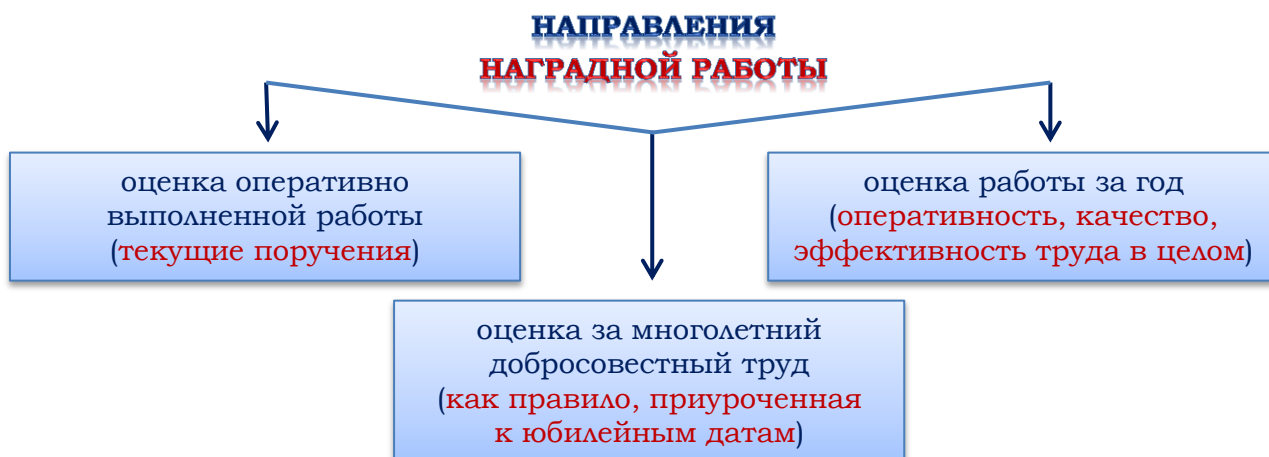 НАПРАВЛЕНИЯ
НАГРАДНОЙ РАБОТЫ
оценка оперативно
выполненной работы
(текущие поручения)
оценка за многолетний
добросовестный труд
(как правило, приуроченная
к юбилейным датам)
оценка работы за год
(оперативность, качество,
эффективность труда в целом)